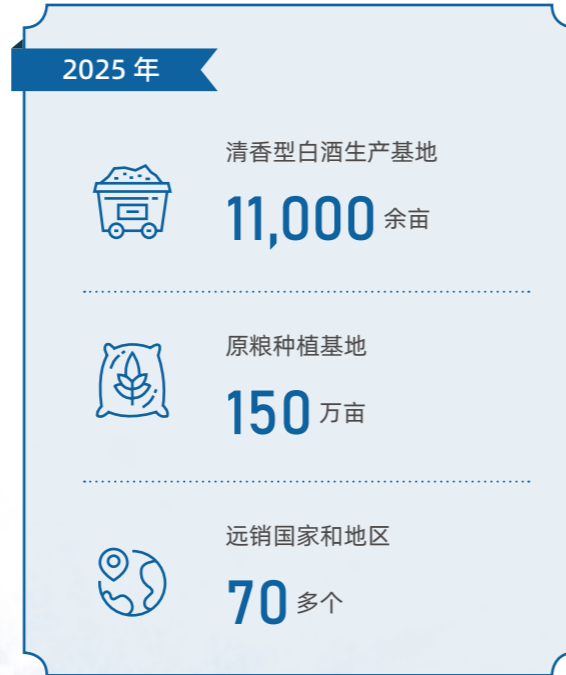 2025 年
清香型白酒生产基地
11,000 余亩
原粮种植基地
150 万亩
远销国家和地区
70 多个